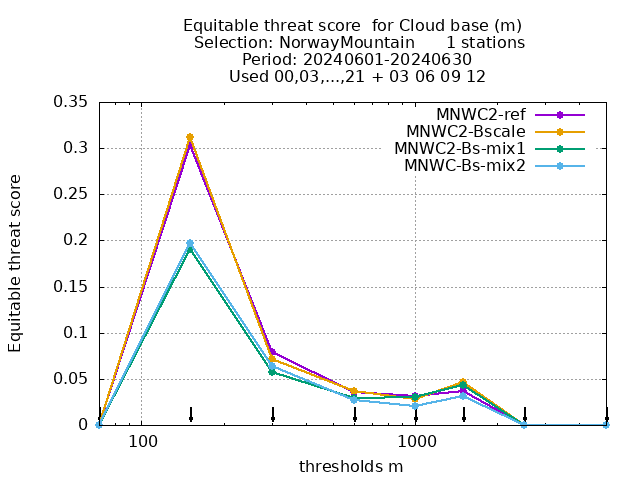 Equitable threat score  for Cloud base (m)
Selection: NorwayMountain      1 stations
Period: 20240601-20240630
Used 00,03,...,21 + 03 06 09 12
MNWC2-ref
MNWC2-Bscale
MNWC2-Bs-mix1
MNWC-Bs-mix2
Equitable threat score
0.35
0.3
0.25
0.2
0.15
0.1
0.05
0
100
1000
thresholds m